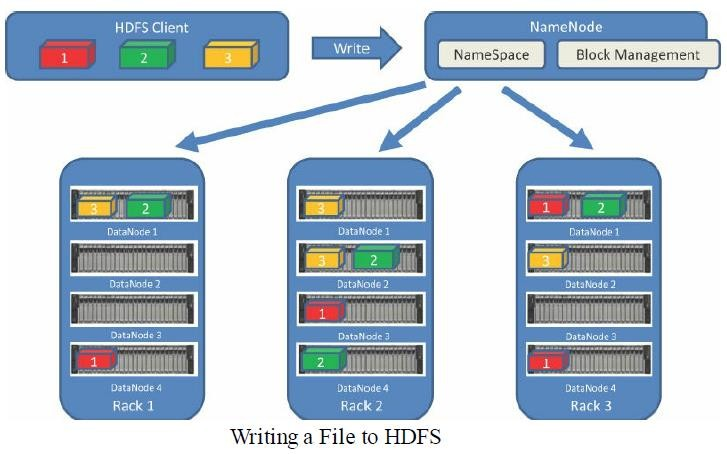 HDFS Client
1 2 3
Write
NameNode
NameSpace Block Management
3 2
DataNode 1
DataNode 2
DataNode 3
1
DataNode 4
Rack 1
3
DataNode 1
3 2
DataNode 2
1
DataNode 3
2
DataNode 4
Rack 2
1 2
DataNode 1
3
DataNode 2
DataNode 3
1
DataNode 4
Rack 3
Writing a File to HDFS